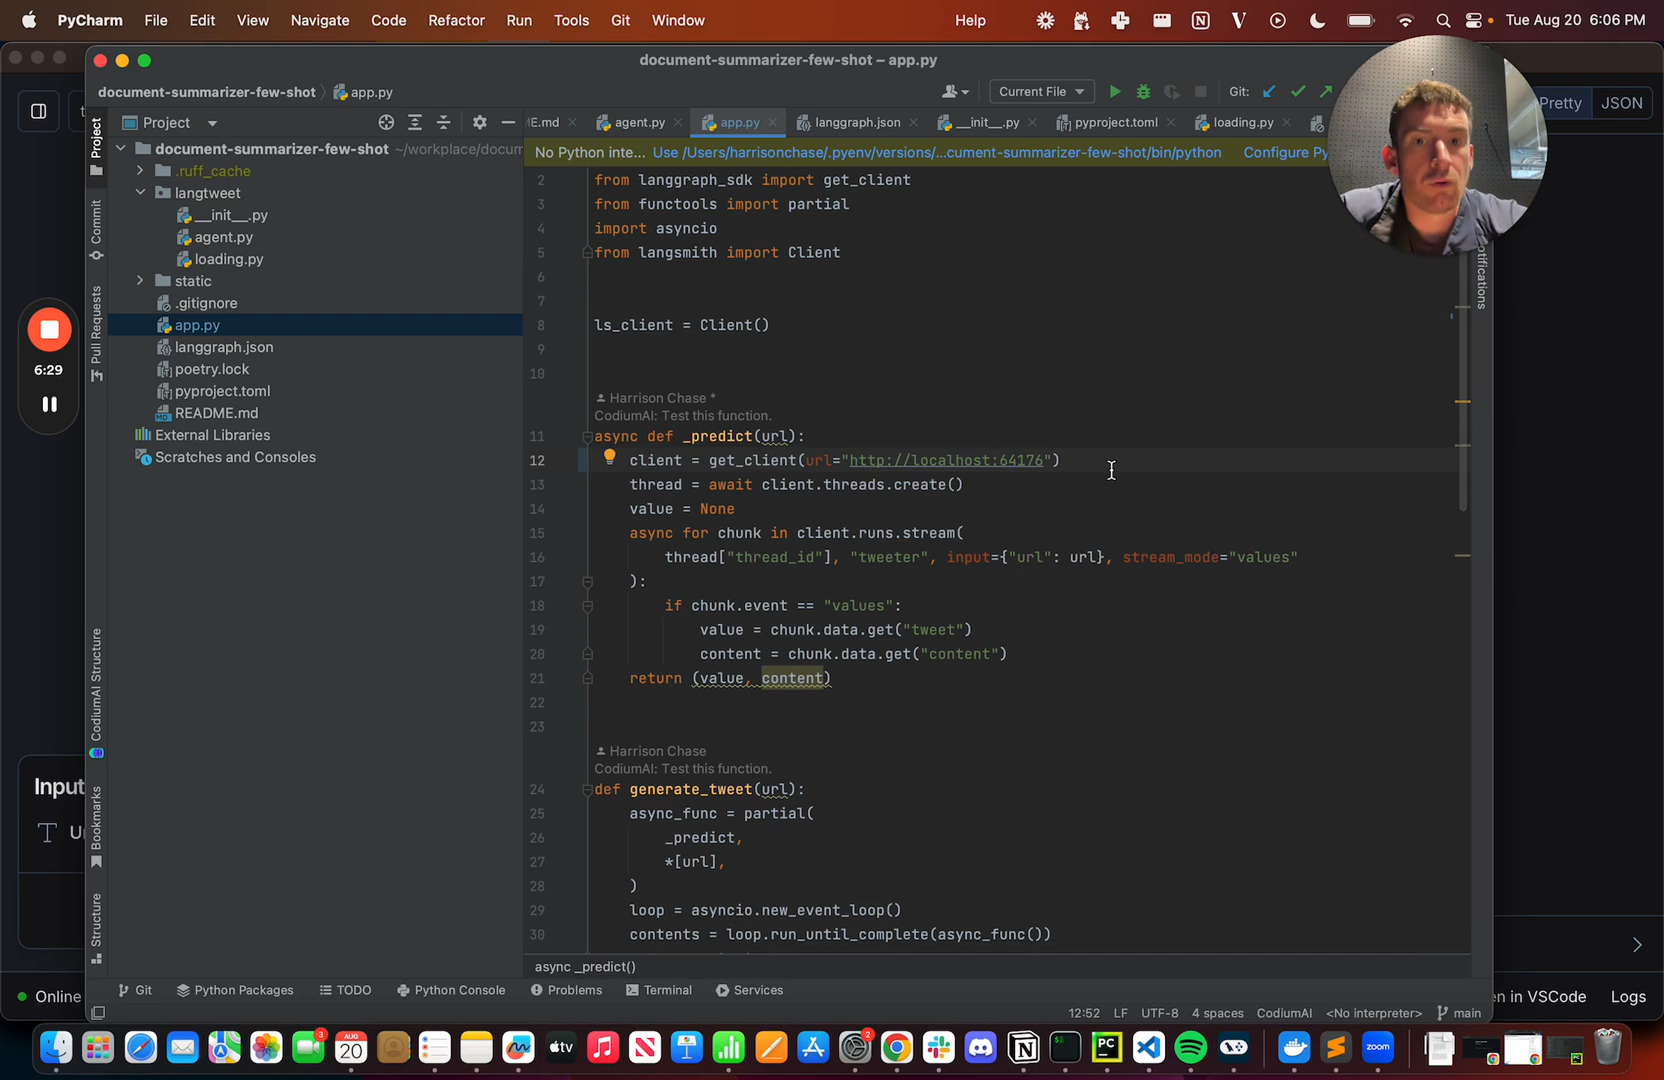 PyCharm File Edit View Navigate Code Refactor Run Tools Git Window Help Tue Aug 20 6:06 PM
document-summarizer-few-shot – app.py
document-summarizer-few-shot app.py Current File Git:
Pretty JSON
Project
E.md agent.py app.py langgraph.json __init__.py pyproject.toml loading.py
No Python inte... Use /Users/harrisonchase/.pyenv/versions/...cument-summarizer-few-shot/bin/python Configure Py
Project
Commit
Pull Requests
CodiumAI Structure
Bookmarks
Structure
document-summarizer-few-shot ~/workplace/docum
.ruff_cache
langtweet
__init__.py
agent.py
loading.py
static
.gitignore
app.py
langgraph.json
poetry.lock
pyproject.toml
README.md
External Libraries
Scratches and Consoles
6:29
Input
2 from langgraph_sdk import get_client
3 from functools import partial
4 import asyncio
5 from langsmith import Client
6
7
8 ls_client = Client()
9
10
Harrison Chase *
CodiumAI: Test this function.
11 async def _predict(url):
12 client = get_client(url="http://localhost:64176")
13 thread = await client.threads.create()
14 value = None
15 async for chunk in client.runs.stream(
16 thread["thread_id"], "tweeter", input={"url": url}, stream_mode="values"
17 ):
18 if chunk.event == "values":
19 value = chunk.data.get("tweet")
20 content = chunk.data.get("content")
21 return (value, content)
22
23
Harrison Chase
CodiumAI: Test this function.
24 def generate_tweet(url):
25 async_func = partial(
26 _predict,
27 *[url],
28 )
29 loop = asyncio.new_event_loop()
30 contents = loop.run_until_complete(async_func())
async _predict()
Git Python Packages TODO Python Console Problems Terminal Services
12:52 LF UTF-8 4 spaces CodiumAI <No interpreter> main
Online
en in VSCode Logs
3
AUG
20
tv
2
PC
zoom